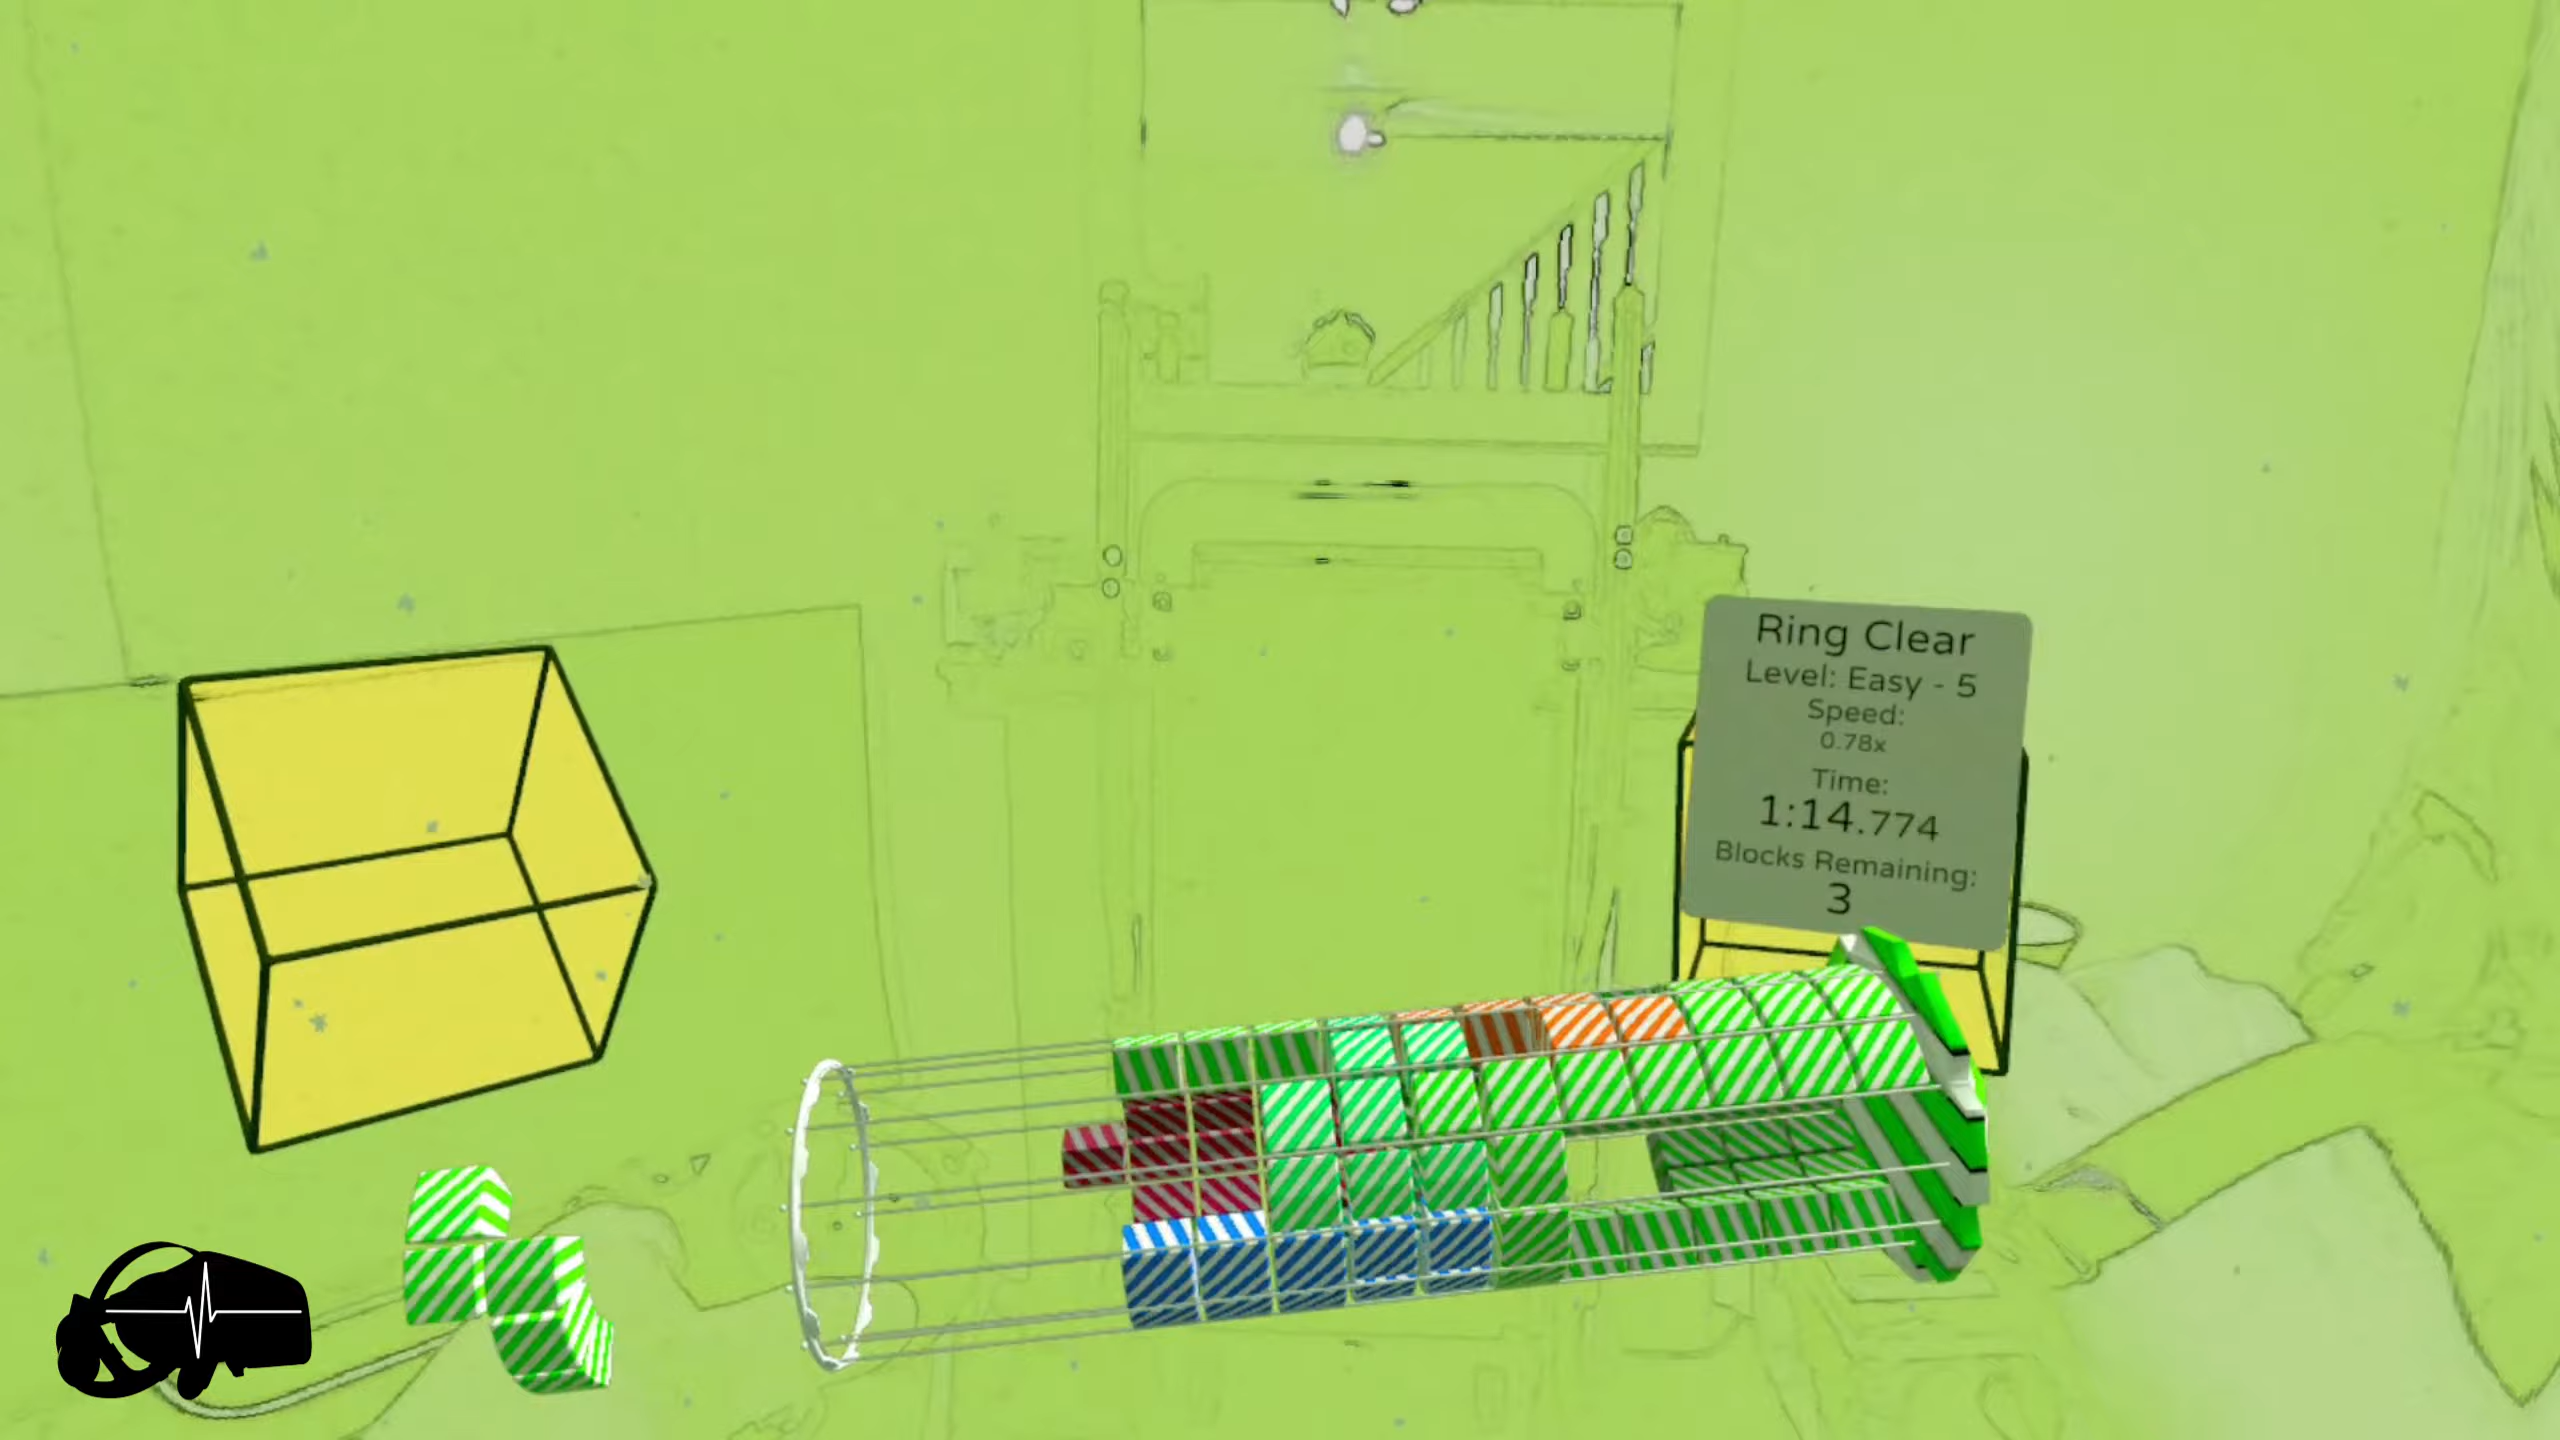 Ring Clear
Level: Easy - 5
Speed:
0.78x
Time:
1:14.774
Blocks Remaining:
3